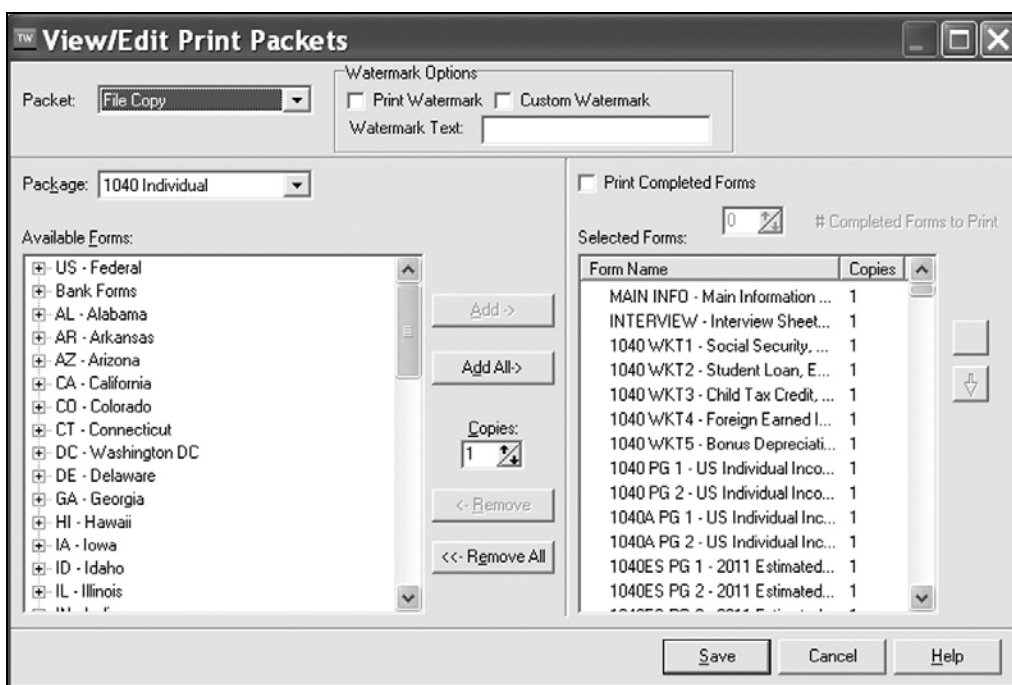 TW View/Edit Print Packets
Packet: File Copy
Watermark Options
Print Watermark Custom Watermark
Watermark Text:
Package: 1040 Individual
Available Forms:
US - Federal
Bank Forms
AL - Alabama
AR - Arkansas
AZ - Arizona
CA - California
CO - Colorado
CT - Connecticut
DC - Washington DC
DE - Delaware
GA - Georgia
HI - Hawaii
IA - Iowa
ID - Idaho
IL - Illinois
Add ->
Add All->
Copies:
1
<- Remove
<<- Remove All
Print Completed Forms
0 # Completed Forms to Print
Selected Forms:
Form Name Copies
MAIN INFO - Main Information ... 1
INTERVIEW - Interview Sheet... 1
1040 WKT1 - Social Security, ... 1
1040 WKT2 - Student Loan, E... 1
1040 WKT3 - Child Tax Credit, ... 1
1040 WKT4 - Foreign Earned I... 1
1040 WKT5 - Bonus Depreciati... 1
1040 PG 1 - US Individual Inco... 1
1040 PG 2 - US Individual Inco... 1
1040A PG 1 - US Individual Inc... 1
1040A PG 2 - US Individual Inc... 1
1040ES PG 1 - 2011 Estimated... 1
1040ES PG 2 - 2011 Estimated... 1
Save Cancel Help